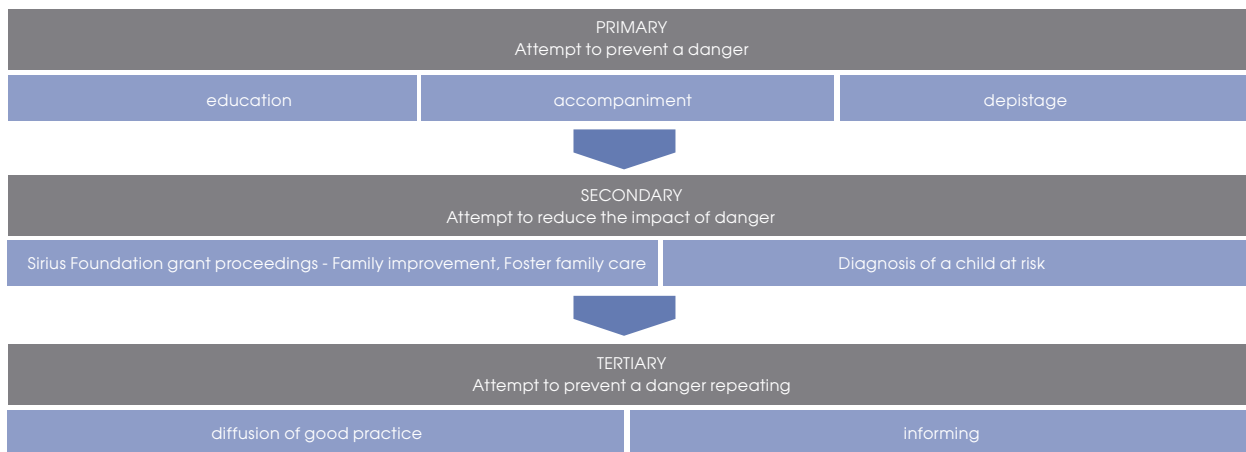 PRIMARY
Attempt to prevent a danger
education
accompaniment
depistage
SECONDARY
Attempt to reduce the impact of danger
Sirius Foundation grant proceedings - Family improvement, Foster family care
Diagnosis of a child at risk
TERTIARY
Attempt to prevent a danger repeating
diffusion of good practice
informing